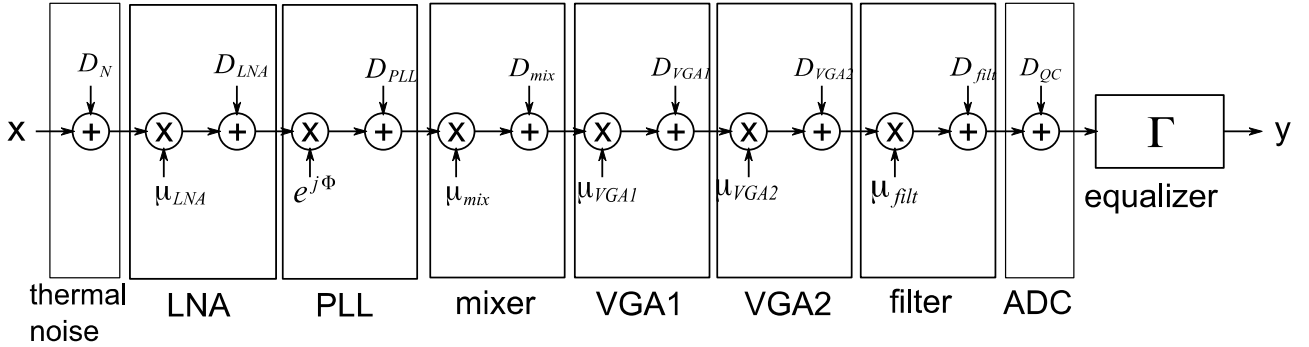 D_N
D_LNA
D_PLL
D_mix
D_VGA1
D_VGA2
D_filt
D_QC
x
+
x
+
x
+
x
+
x
+
x
+
x
+
+
Γ
y
μ_LNA
e^jΦ
μ_mix
μ_VGA1
μ_VGA2
μ_filt
equalizer
thermal
noise
LNA
PLL
mixer
VGA1
VGA2
filter
ADC